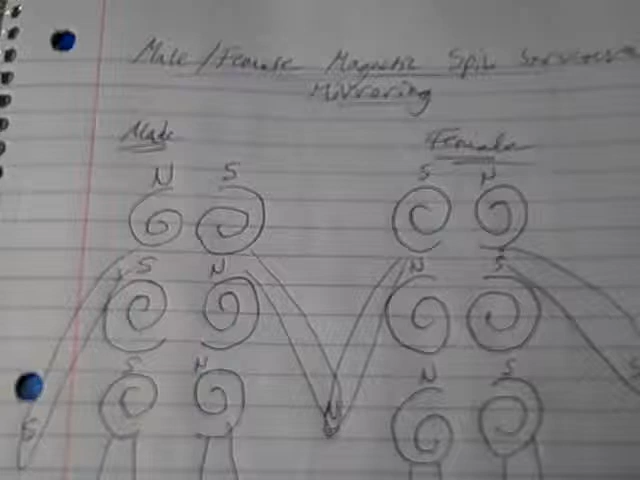 Male/Female Magnetic Spin
Mirroring
Male Female
N S S N
S N N S
S N N S
S N S